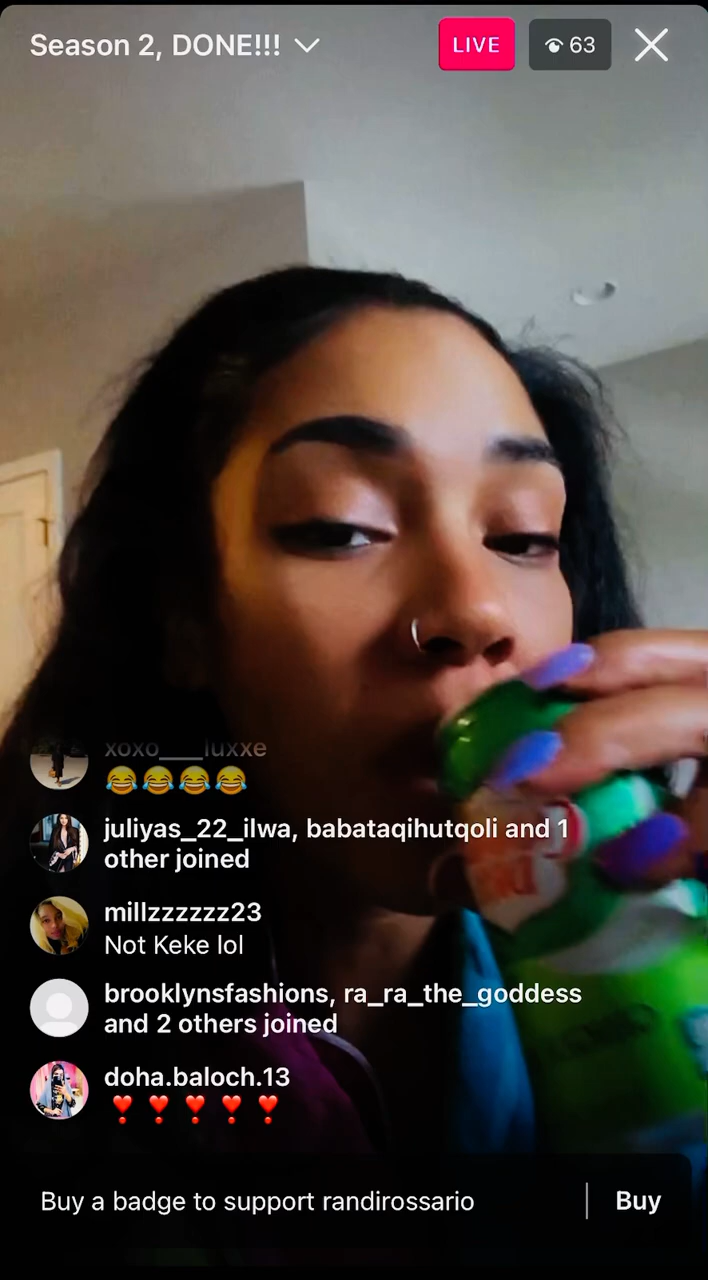 Season 2, DONE!!!
LIVE
63
xoxo___luxxe
😂😂😂😂
juliyas_22_ilwa, babataqihutqoli and 1
other joined
millzzzzzz23
Not Keke lol
brooklynsfashions, ra_ra_the_goddess
and 2 others joined
doha.baloch.13
❣️❣️❣️❣️❣️
Buy a badge to support randirossario
Buy